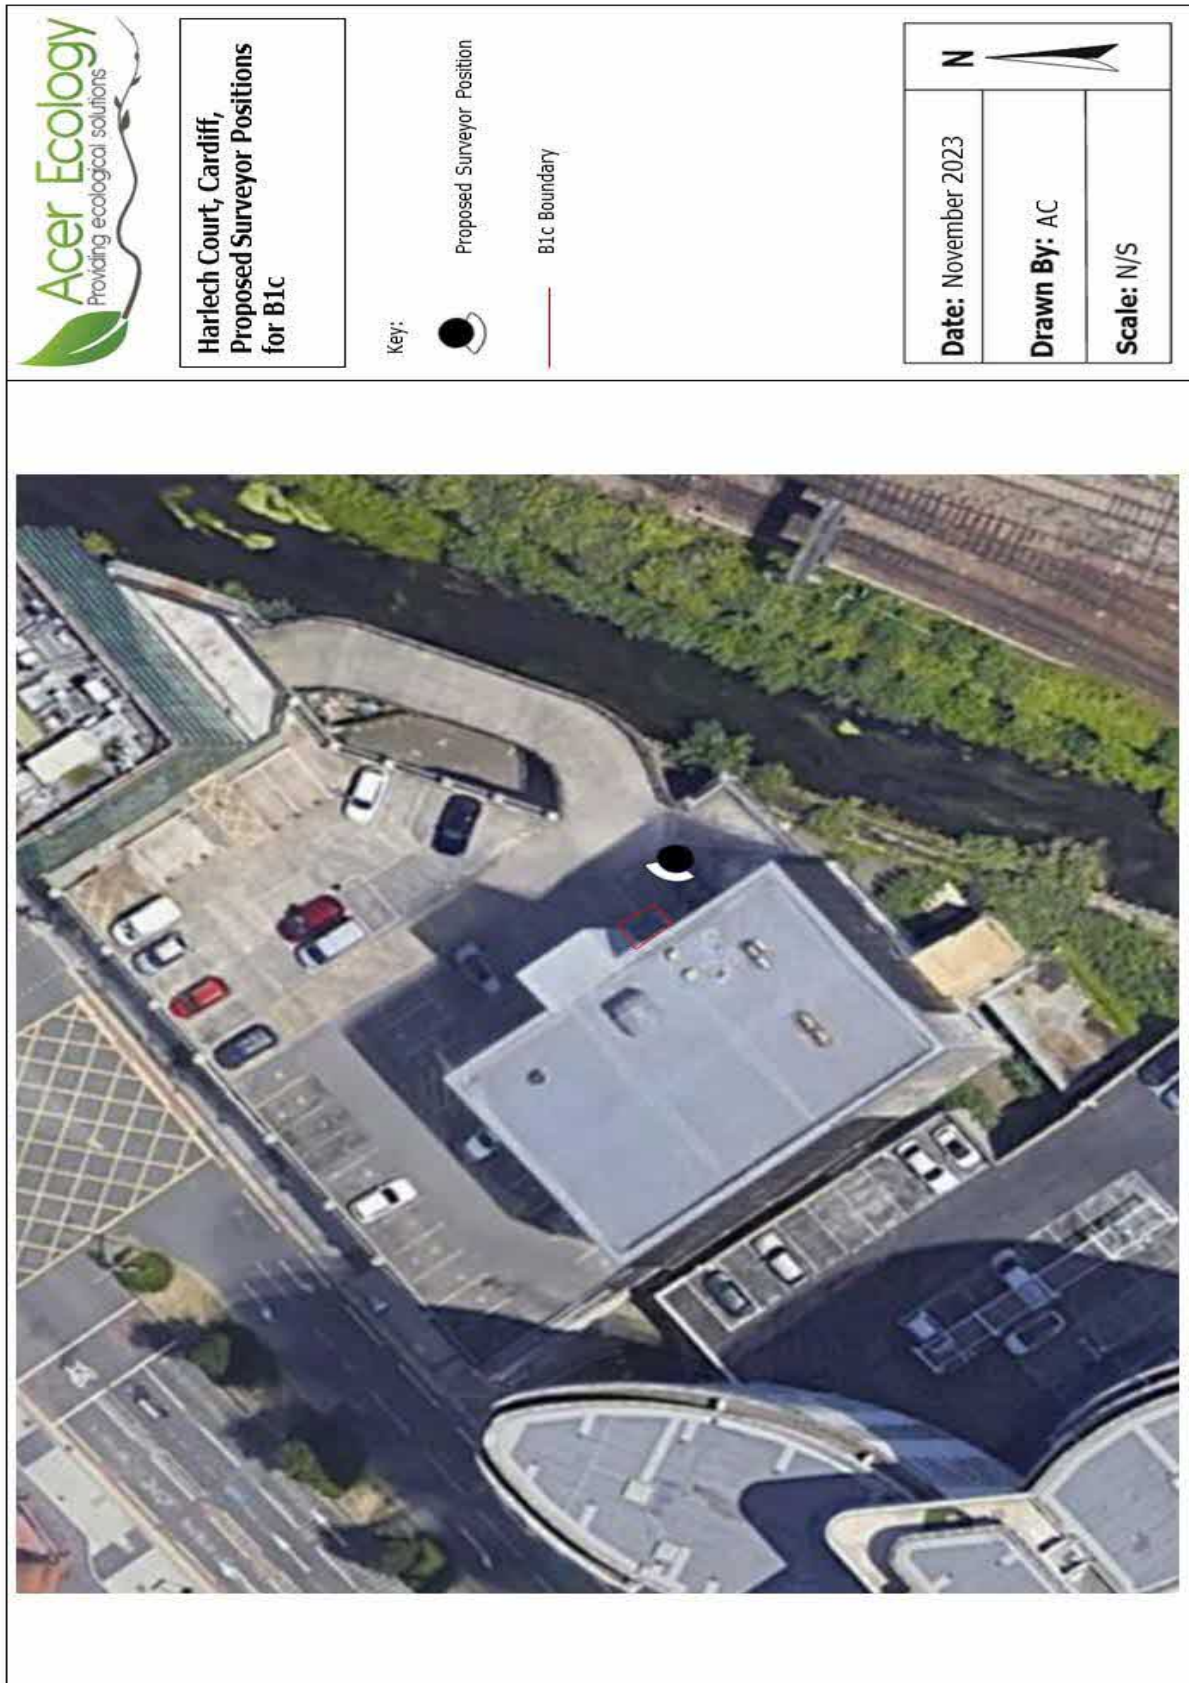 Acer Ecology
Providing ecological solutions
Harlech Court, Cardiff,
Proposed Surveyor Positions
for B1c
Key:
Proposed Surveyor Position
B1c Boundary
Date: November 2023
N
Drawn By: AC
Scale: N/S